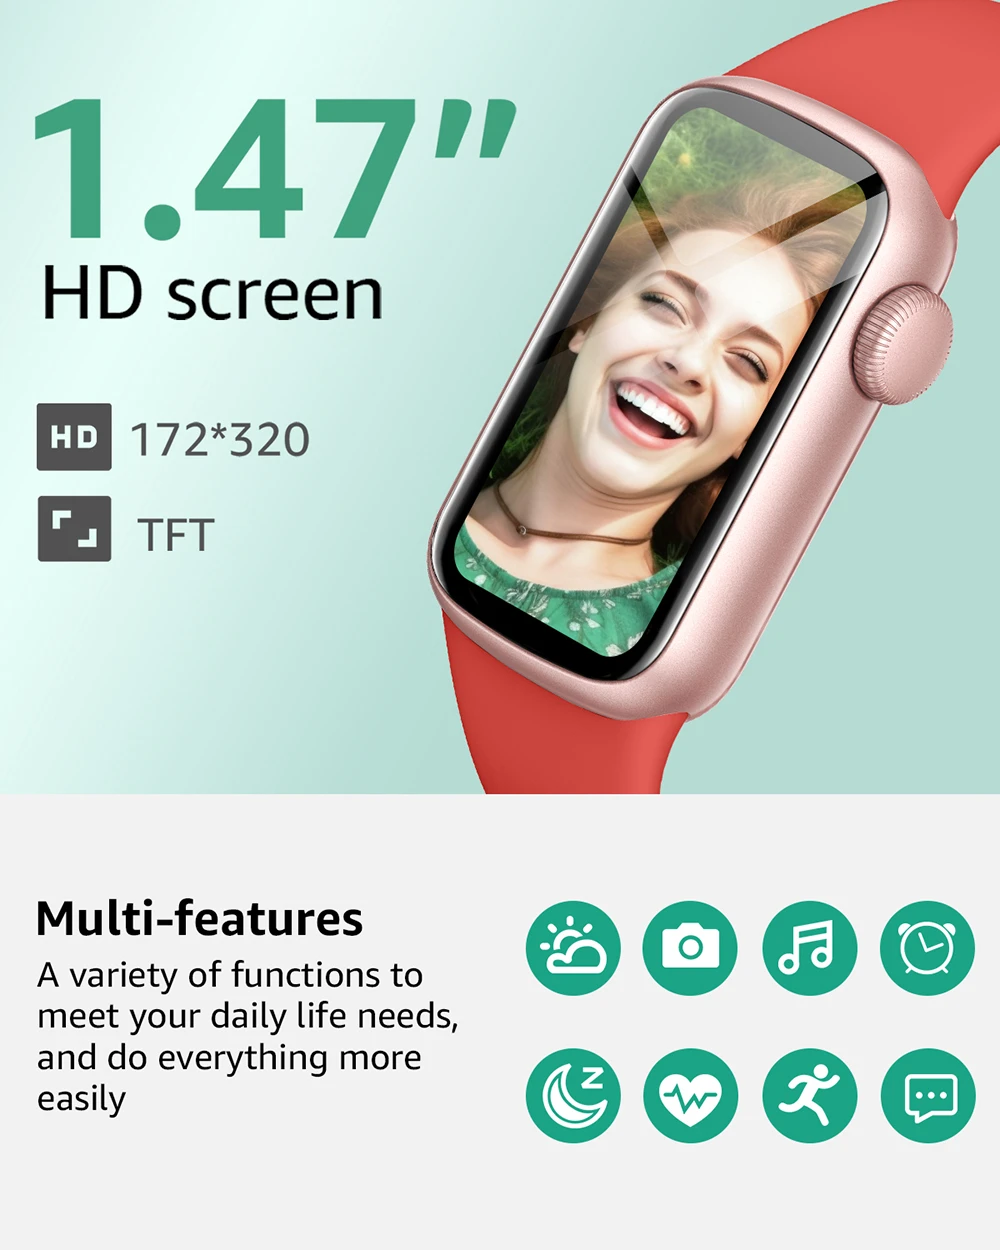 1.47"
HD screen
HD 172*320
TFT
Multi-features
A variety of functions to
meet your daily life needs,
and do everything more
easily
Z